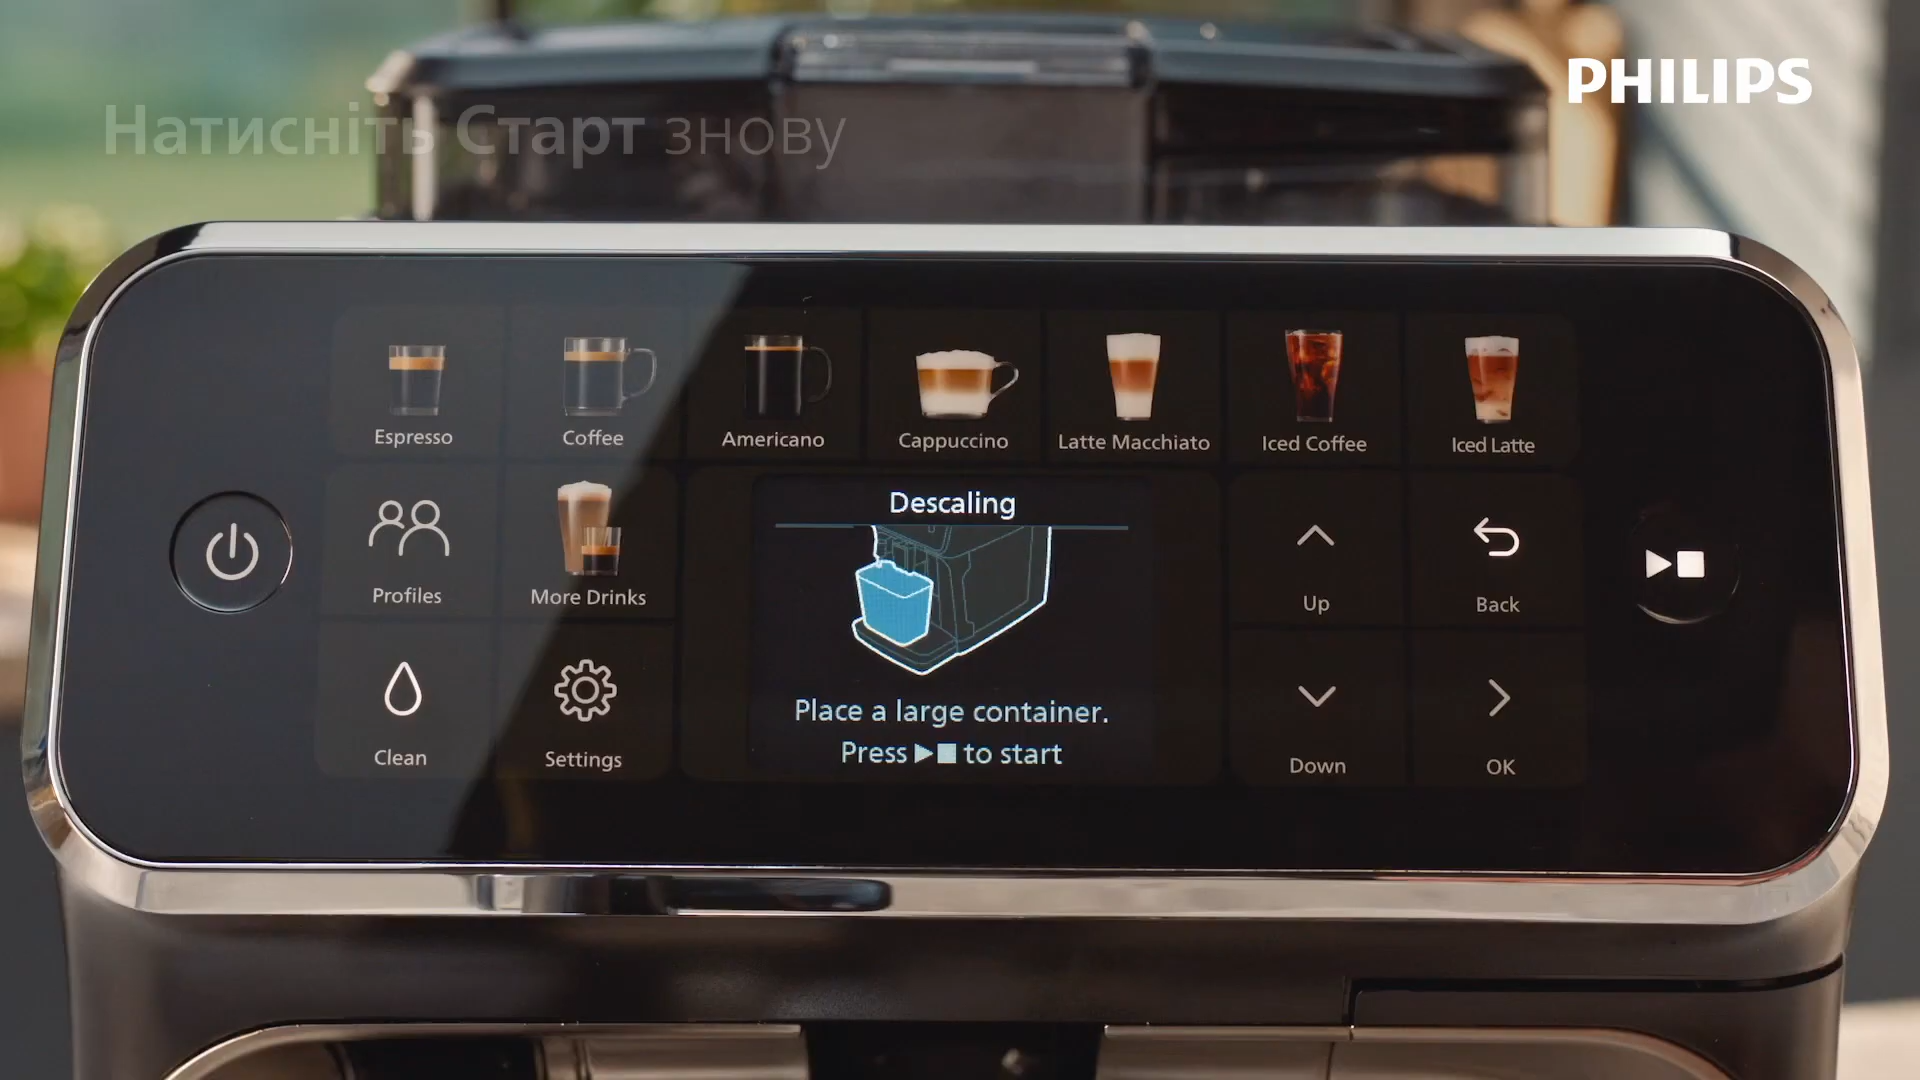 PHILIPS
Натисніть Старт знову
Espresso
Coffee
Americano
Cappuccino
Latte Macchiato
Iced Coffee
Iced Latte
Profiles
More Drinks
Descaling
Up
Back
Place a large container.
Press ▶■ to start
Clean
Settings
Down
OK